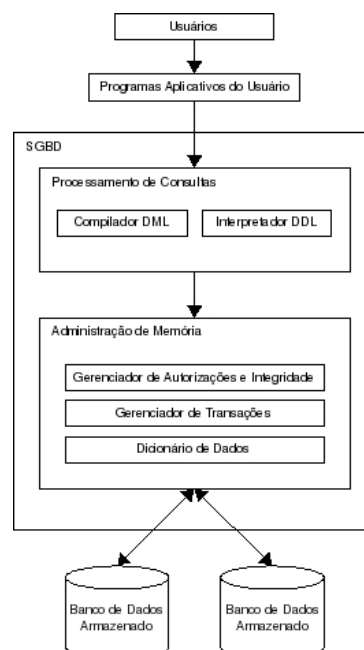 Usuários
Programas Aplicativos do Usuário
SGBD
Processamento de Consultas
Compilador DML
Interpretador DDL
Administração de Memória
Gerenciador de Autorizações e Integridade
Gerenciador de Transações
Dicionário de Dados
Banco de Dados
Armazenado
Banco de Dados
Armazenado